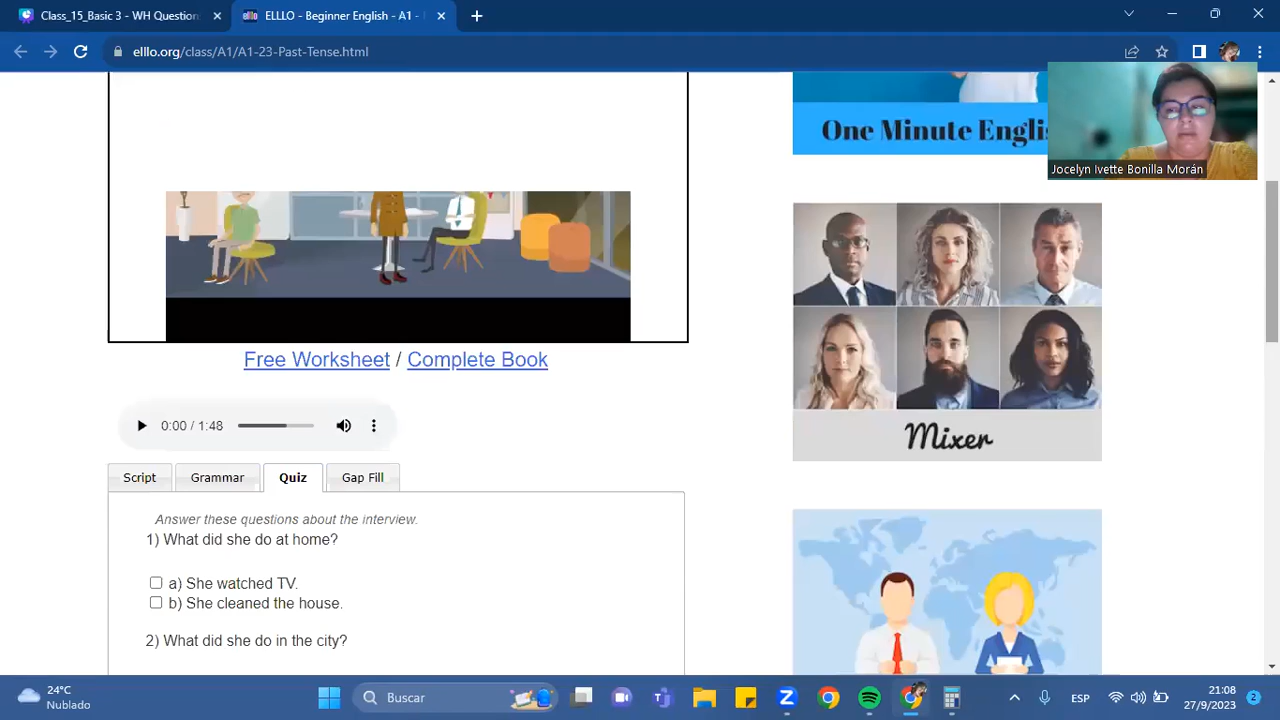 Class_15_Basic 3 - WH Question
ELLLO - Beginner English - A1 -
elllo.org/class/A1/A1-23-Past-Tense.html
One Minute Engli
Jocelyn Ivette Bonilla Morán
Mixer
Free Worksheet / Complete Book
0:00 / 1:48
Script Grammar Quiz Gap Fill
Answer these questions about the interview.
1) What did she do at home?
a) She watched TV.
b) She cleaned the house.
2) What did she do in the city?
24°C
Nublado
Buscar
ESP
21:08
27/9/2023
2